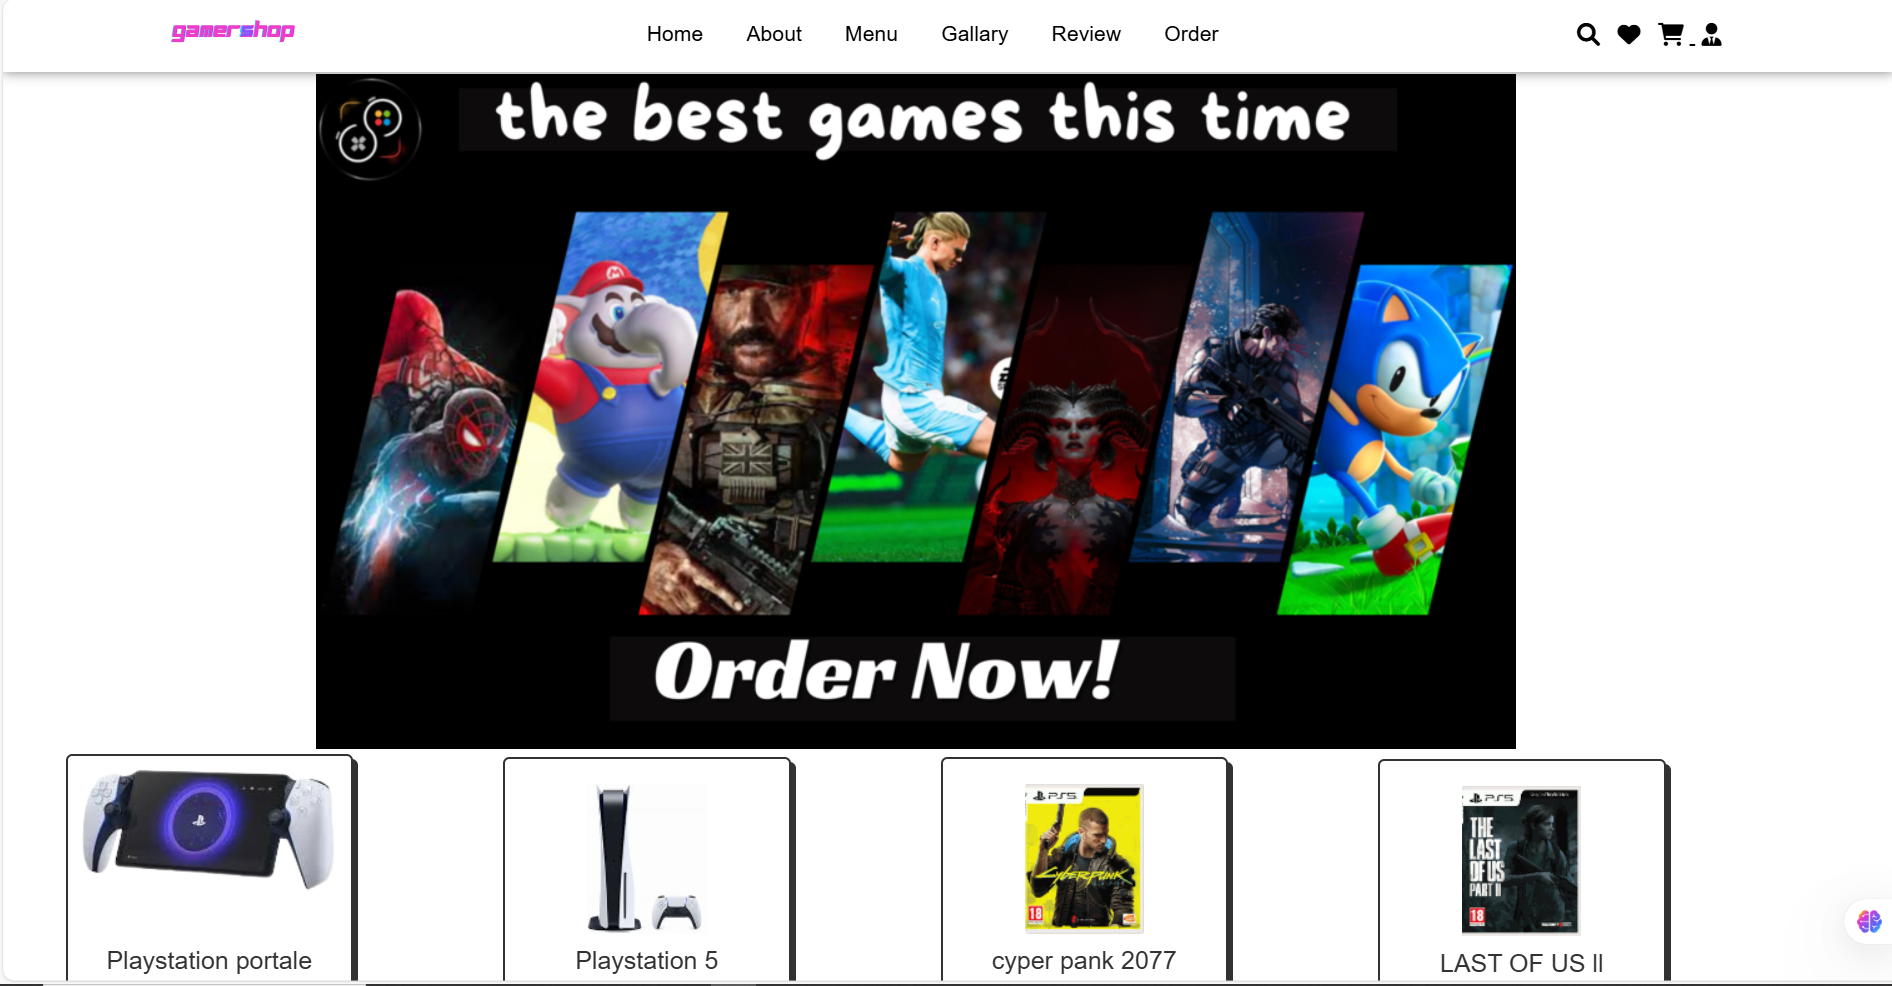 gamershop
Home About Menu Gallary Review Order
the best games this time
Order Now!
PS5
CYBERPUNK
18
PS5
THE
LAST
OF US
PART II
18
Playstation portale
Playstation 5
cyper pank 2077
LAST OF US II